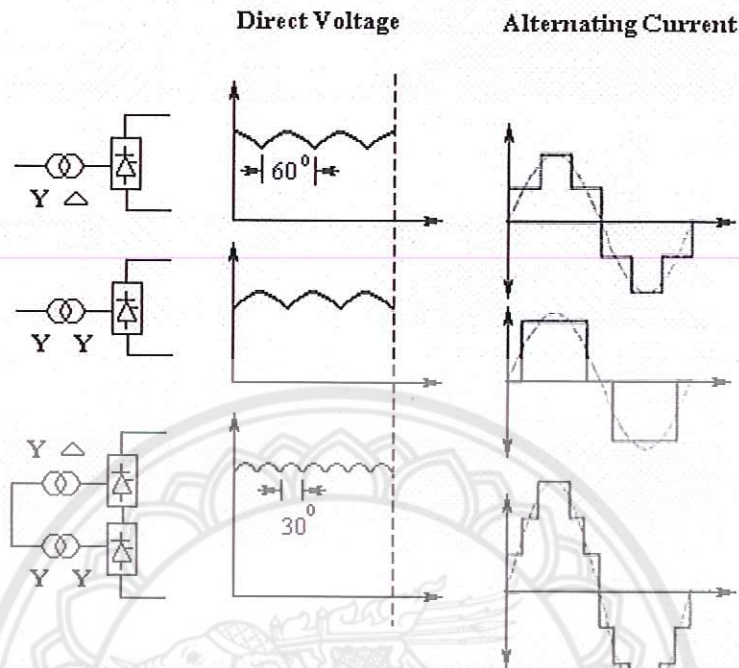 Direct Voltage
Alternating Current
60°
Y △
Y Y
Y △
30°
Y Y